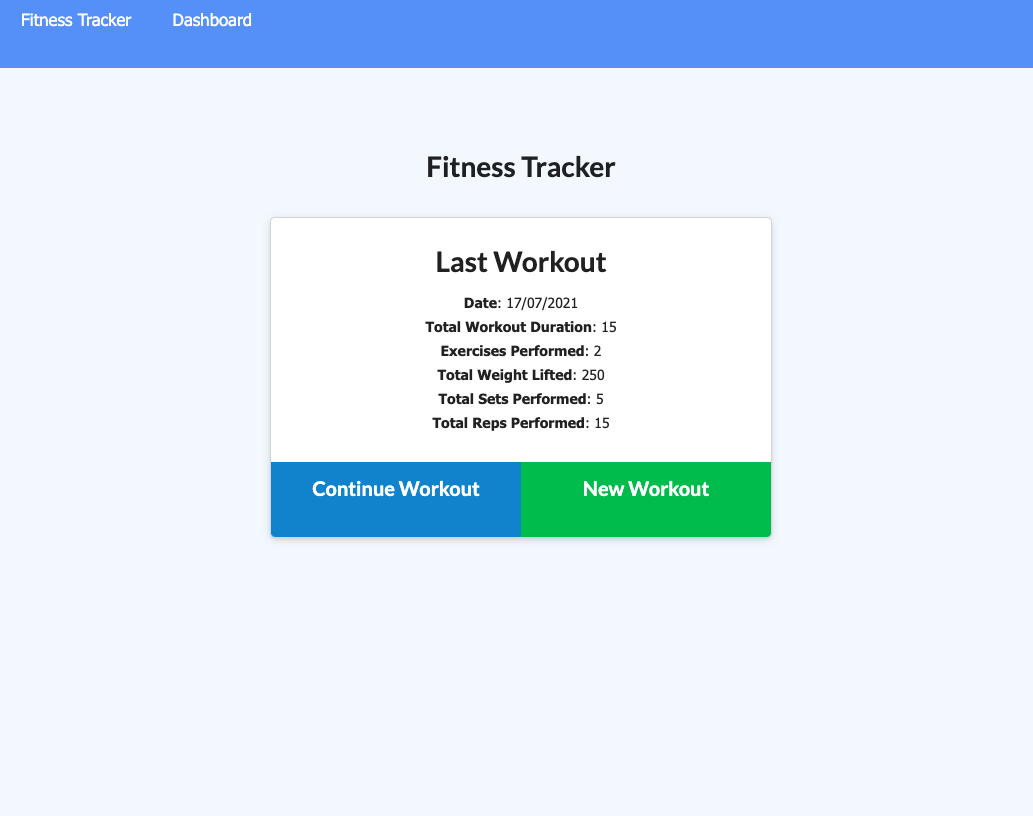 Fitness Tracker Dashboard
Fitness Tracker
Last Workout
Date: 17/07/2021
Total Workout Duration: 15
Exercises Performed: 2
Total Weight Lifted: 250
Total Sets Performed: 5
Total Reps Performed: 15
Continue Workout New Workout